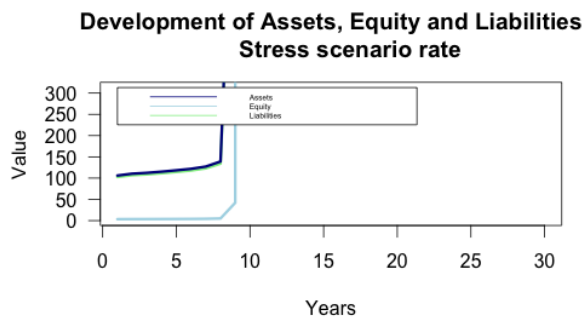 Development of Assets, Equity and Liabilities
Stress scenario rate
Value
300
250
200
150
100
50
0
Assets
Equity
Liabilities
0 5 10 15 20 25 30
Years